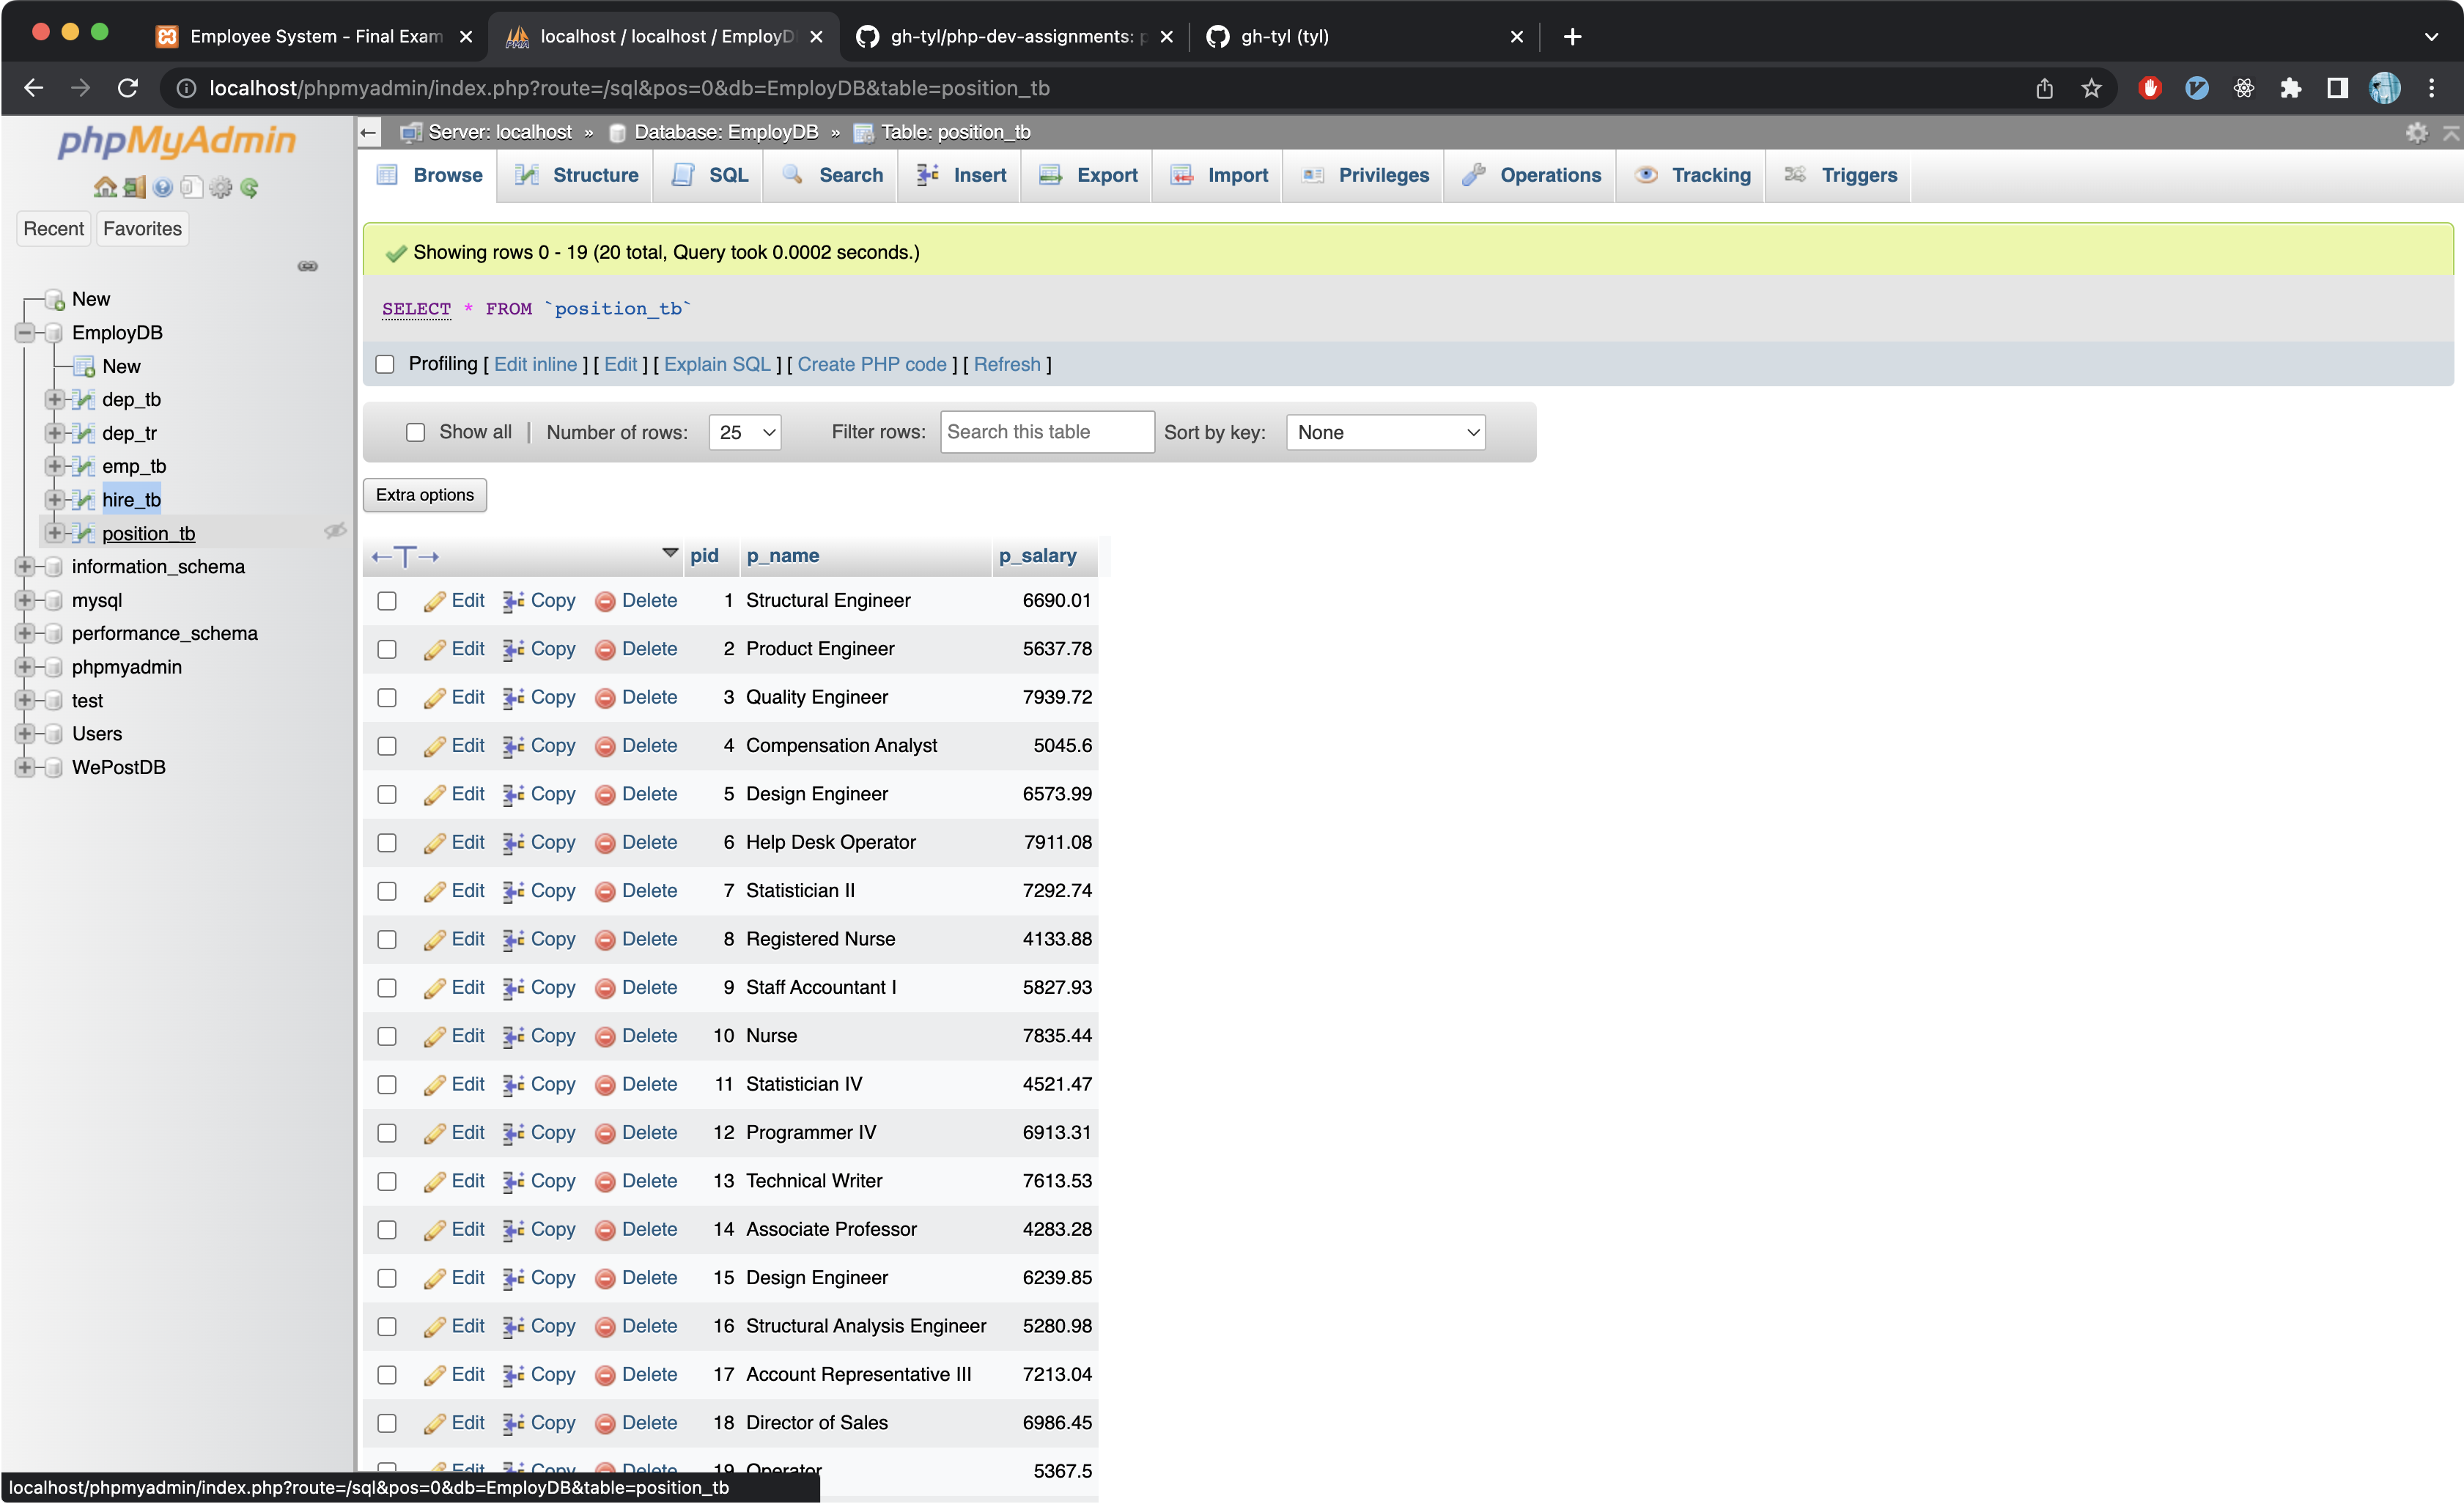 Employee System - Final Exam
localhost / localhost / EmployD
gh-tyl/php-dev-assignments: p
gh-tyl (tyl)
localhost/phpmyadmin/index.php?route=/sql&pos=0&db=EmployDB&table=position_tb
phpMyAdmin
Recent Favorites
New
EmployDB
New
dep_tb
dep_tr
emp_tb
hire_tb
position_tb
information_schema
mysql
performance_schema
phpmyadmin
test
Users
WePostDB
Server: localhost » Database: EmployDB » Table: position_tb
Browse Structure SQL Search Insert Export Import Privileges Operations Tracking Triggers
Showing rows 0 - 19 (20 total, Query took 0.0002 seconds.)
SELECT * FROM `position_tb`
Profiling [ Edit inline ] [ Edit ] [ Explain SQL ] [ Create PHP code ] [ Refresh ]
Show all | Number of rows: 25 Filter rows: Search this table Sort by key: None
Extra options
←T→ pid p_name p_salary
Edit Copy Delete 1 Structural Engineer 6690.01
Edit Copy Delete 2 Product Engineer 5637.78
Edit Copy Delete 3 Quality Engineer 7939.72
Edit Copy Delete 4 Compensation Analyst 5045.6
Edit Copy Delete 5 Design Engineer 6573.99
Edit Copy Delete 6 Help Desk Operator 7911.08
Edit Copy Delete 7 Statistician II 7292.74
Edit Copy Delete 8 Registered Nurse 4133.88
Edit Copy Delete 9 Staff Accountant I 5827.93
Edit Copy Delete 10 Nurse 7835.44
Edit Copy Delete 11 Statistician IV 4521.47
Edit Copy Delete 12 Programmer IV 6913.31
Edit Copy Delete 13 Technical Writer 7613.53
Edit Copy Delete 14 Associate Professor 4283.28
Edit Copy Delete 15 Design Engineer 6239.85
Edit Copy Delete 16 Structural Analysis Engineer 5280.98
Edit Copy Delete 17 Account Representative III 7213.04
Edit Copy Delete 18 Director of Sales 6986.45
Edit Copy Delete 19 Operator 5367.5
localhost/phpmyadmin/index.php?route=/sql&pos=0&db=EmployDB&table=position_tb